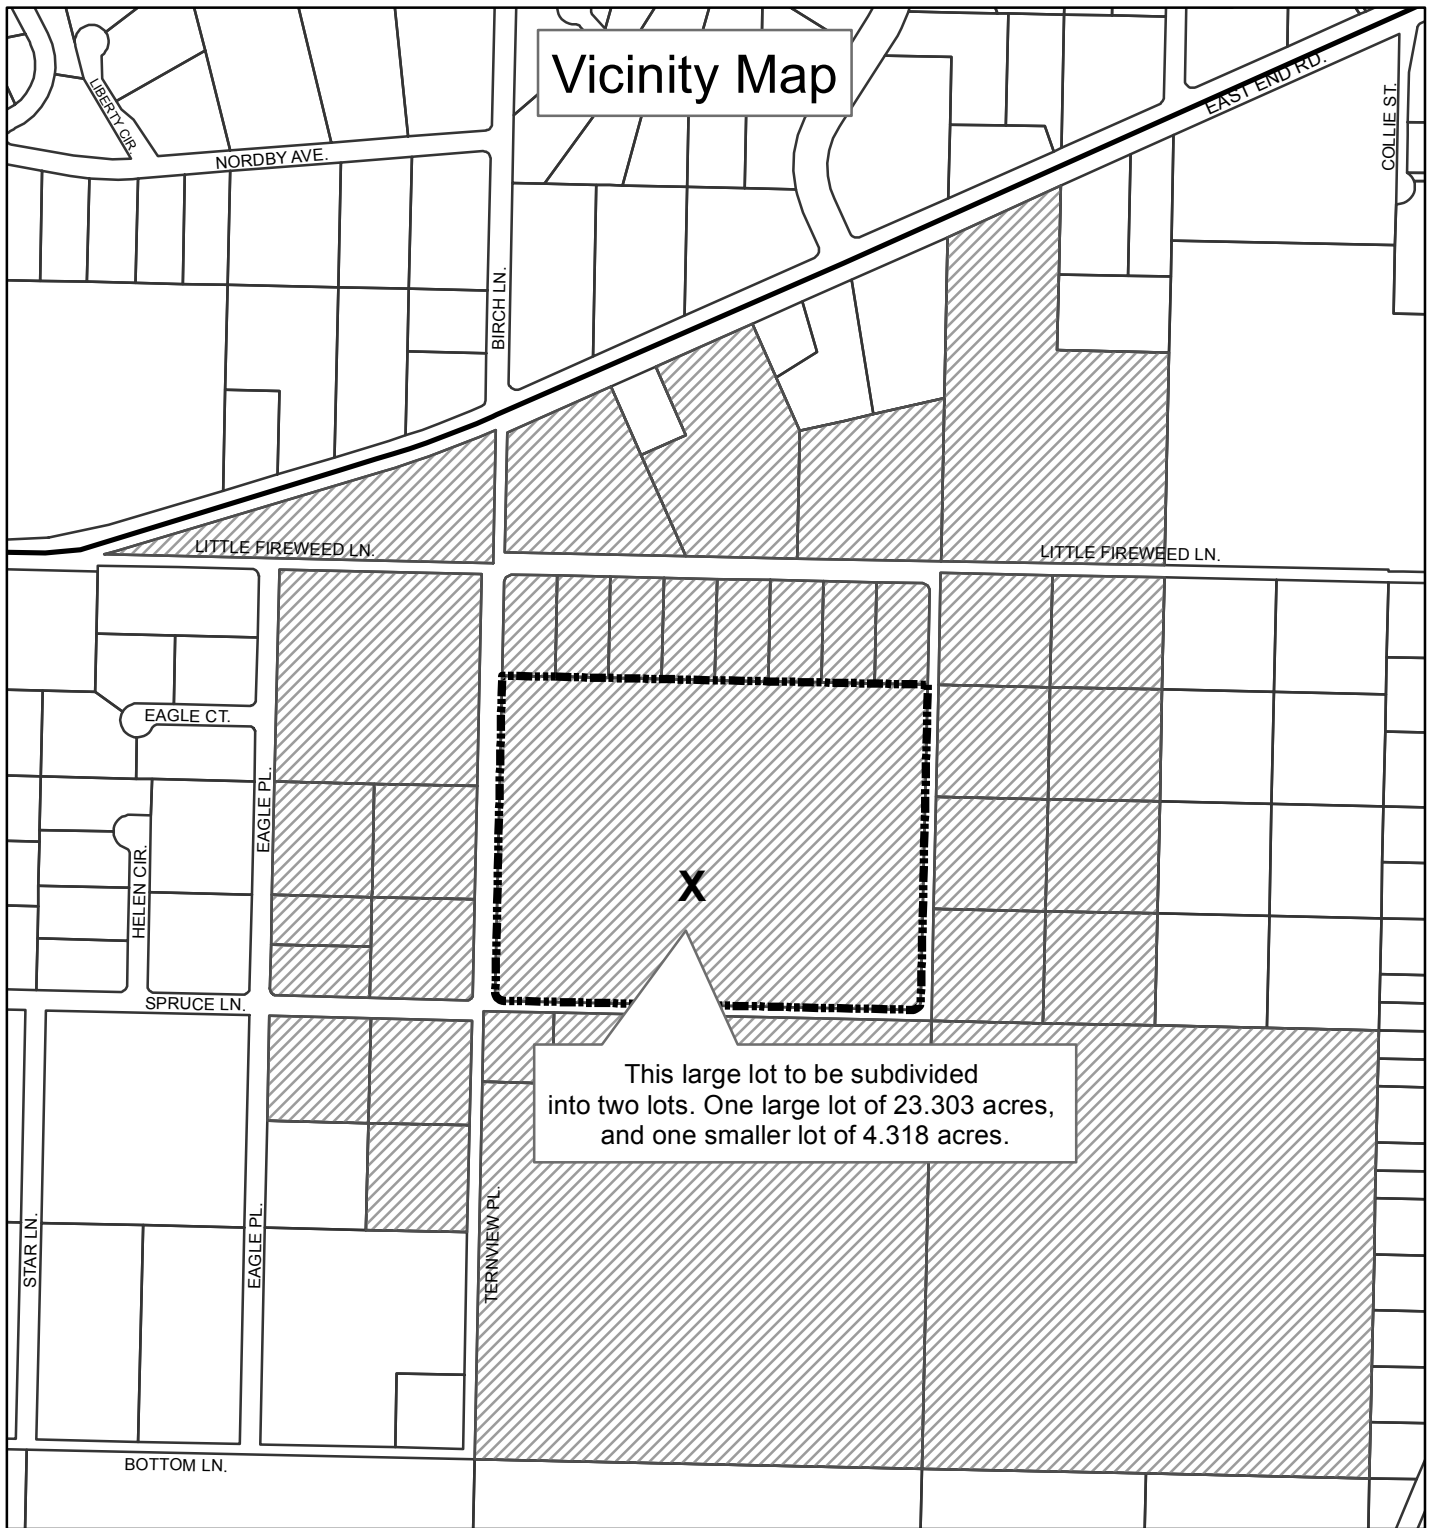 Vicinity Map
EAST END RD.
COLLIE ST.
LIBERTY CIR.
NORDBY AVE.
BIRCH LN.
LITTLE FIREWEED LN.
LITTLE FIREWEED LN.
EAGLE CT.
EAGLE PL.
HELEN CIR.
X
SPRUCE LN.
This large lot to be subdivided
into two lots. One large lot of 23.303 acres,
and one smaller lot of 4.318 acres.
STAR LN.
EAGLE PL.
TERNVIEW PL.
BOTTOM LN.